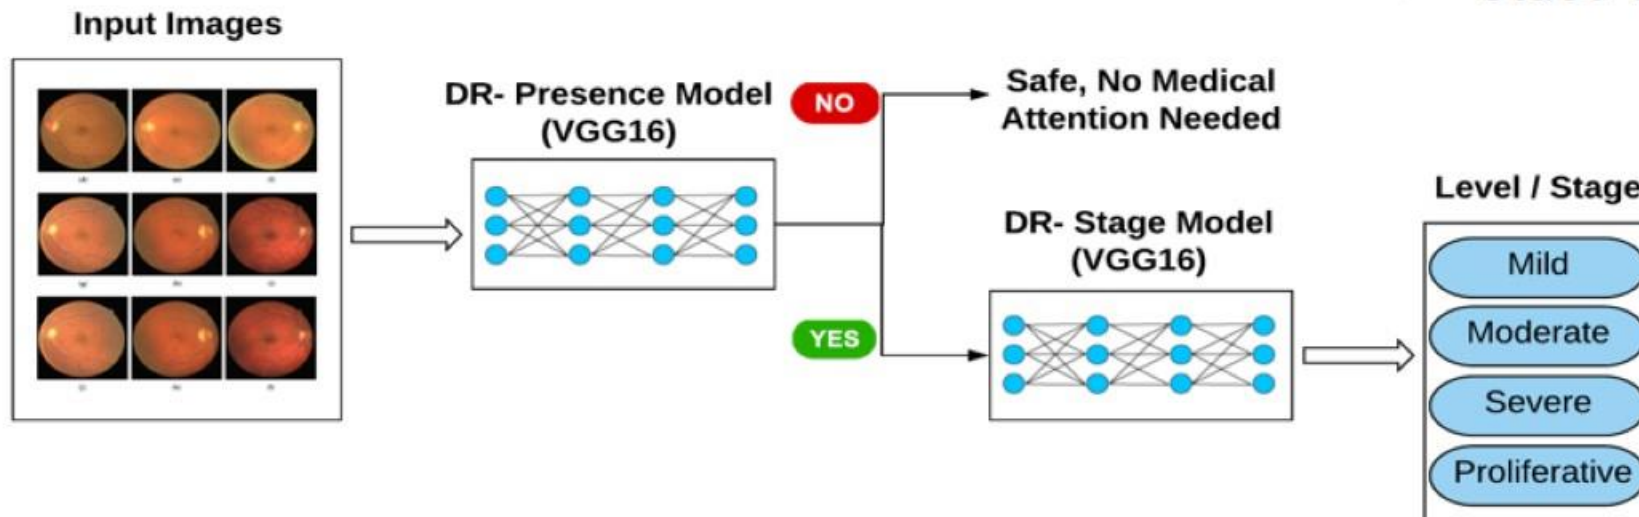 Input Images
DR- Presence Model
(VGG16)
NO
Safe, No Medical
Attention Needed
YES
DR- Stage Model
(VGG16)
Level / Stage
Mild
Moderate
Severe
Proliferative